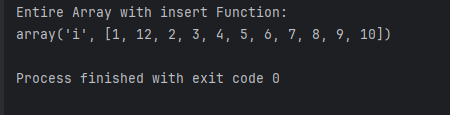 Entire Array with insert Function:
array('i', [1, 12, 2, 3, 4, 5, 6, 7, 8, 9, 10])
Process finished with exit code 0